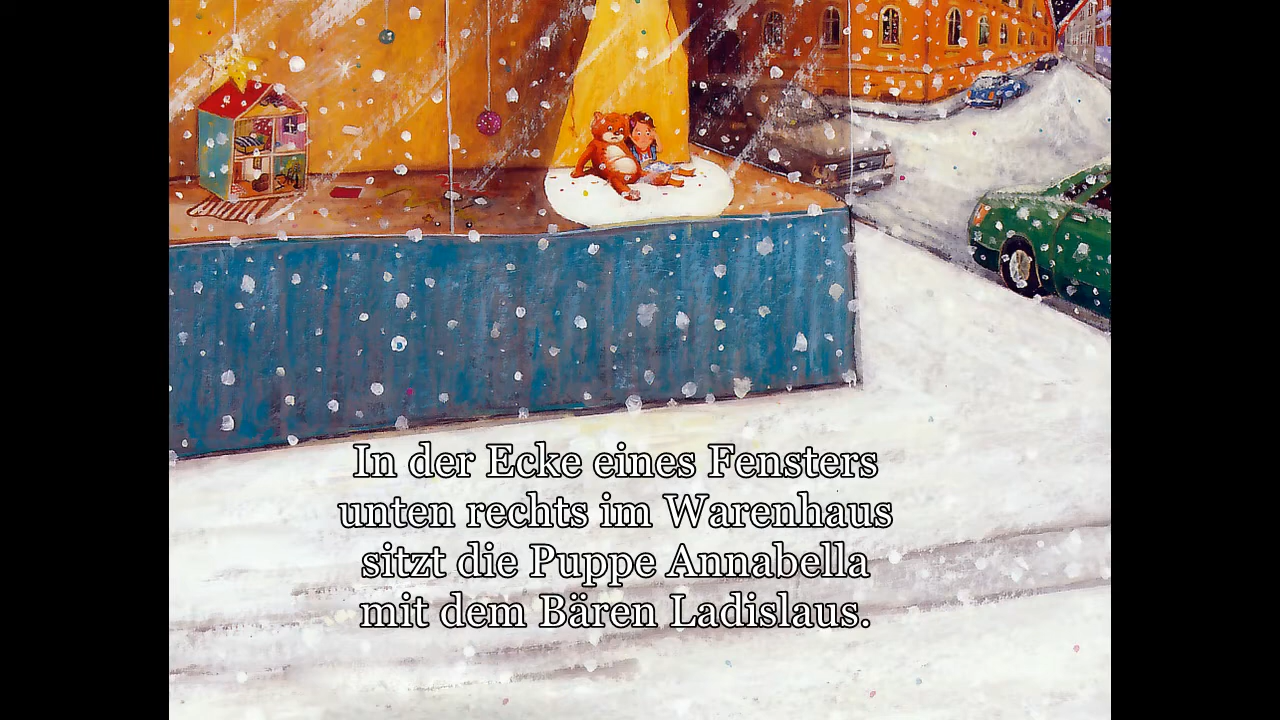 In der Ecke eines Fensters
unten rechts im Warenhaus
sitzt die Puppe Annabella
mit dem Bären Ladislaus.